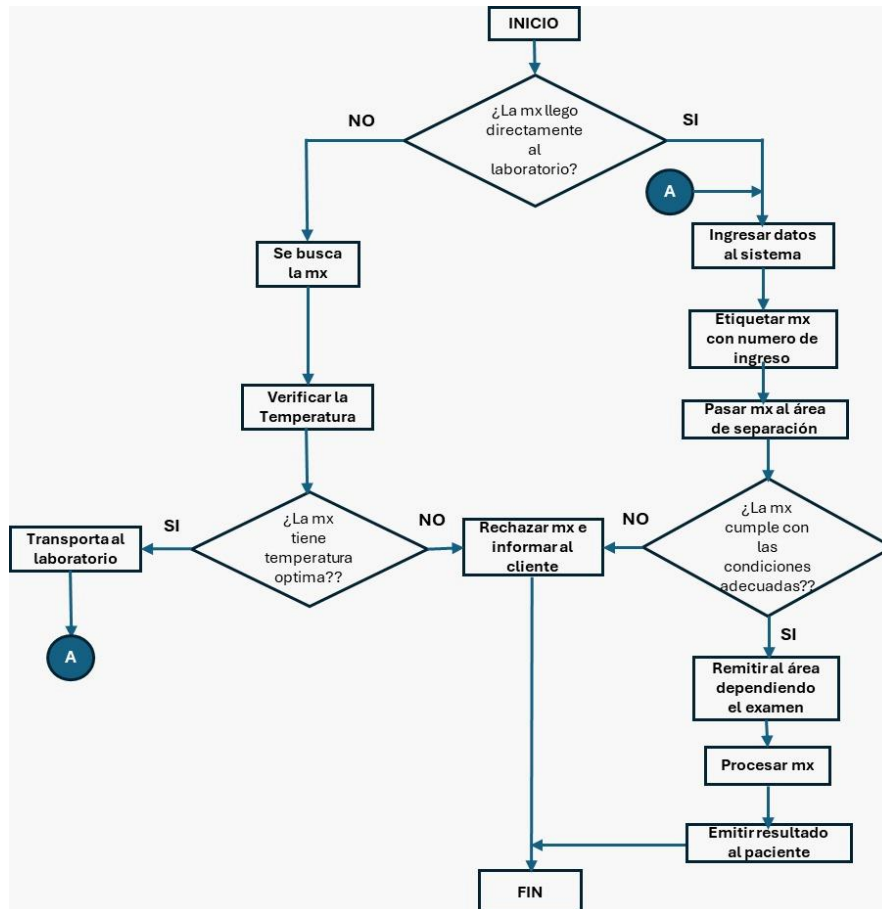 INICIO
¿La mx llego
directamente
al
laboratorio?
NO
SI
A
Ingresar datos
al sistema
Se busca
la mx
Etiquetar mx
con numero de
ingreso
Verificar la
Temperatura
Pasar mx al área
de separación
¿La mx
tiene
temperatura
optima??
SI
NO
Transporta al
laboratorio
A
Rechazar mx e
informar al
cliente
¿La mx
cumple con
las
condiciones
adecuadas??
NO
SI
Remitir al área
dependiendo
el examen
Procesar mx
Emitir resultado
al paciente
FIN